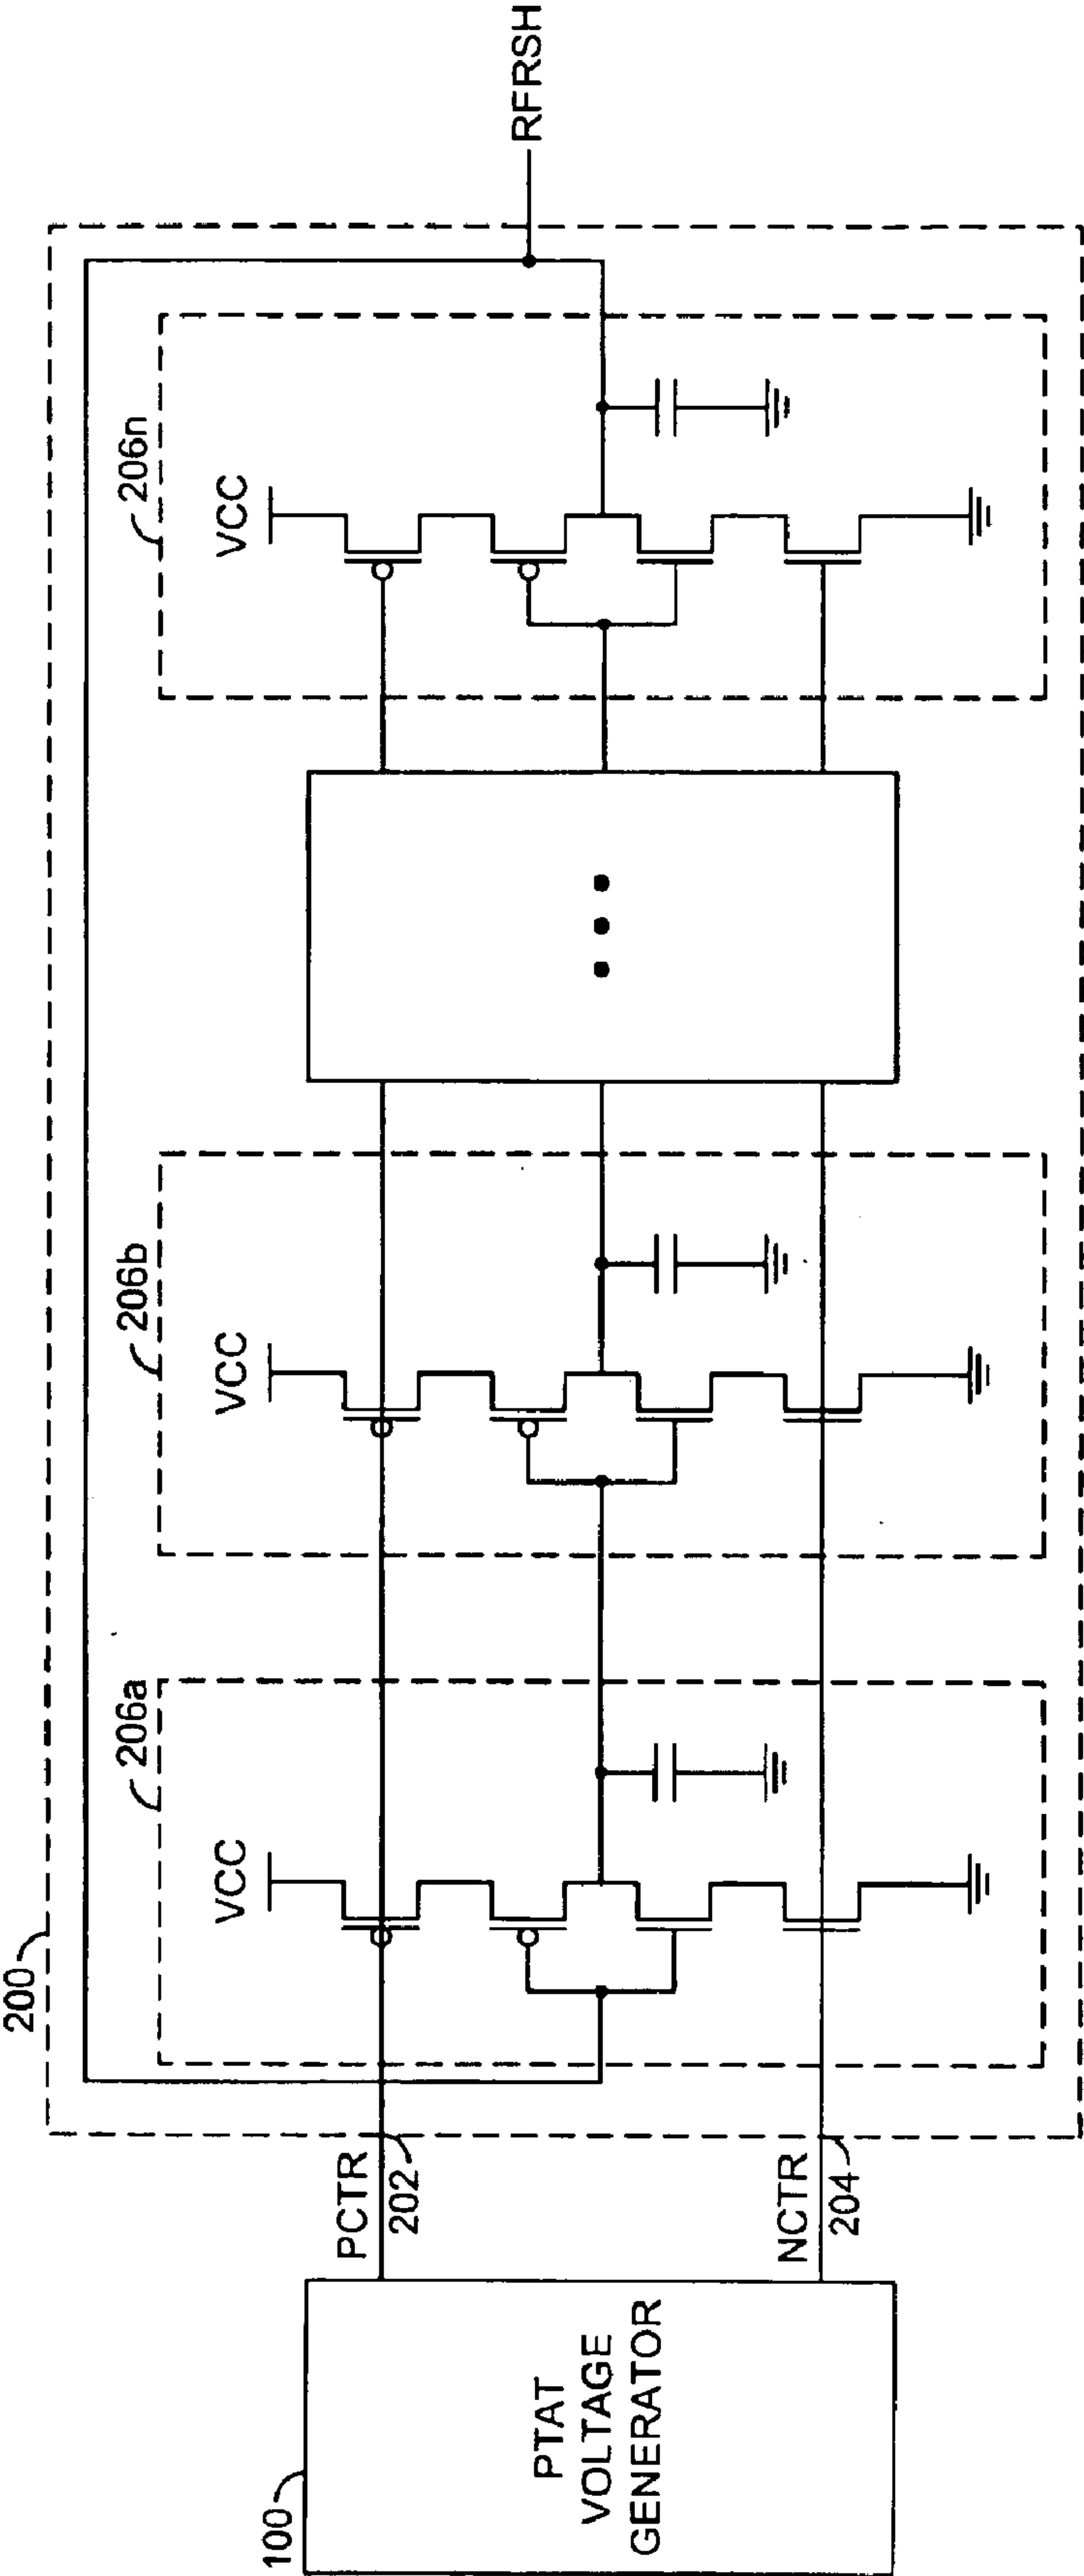 200
206a
206b
206n
VCC
VCC
VCC
RFRSH
100
PTAT
VOLTAGE
GENERATOR
PCTR
202
NCTR
204